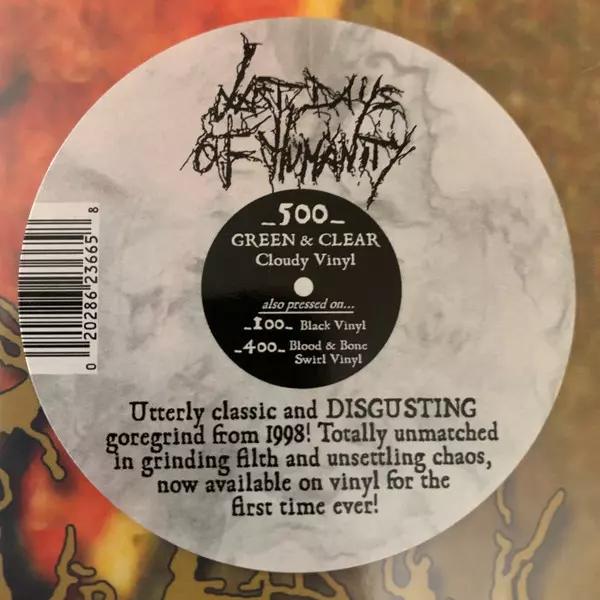 Last Days
of Humanity
_500_
GREEN & CLEAR
Cloudy Vinyl
also pressed on...
_100_ Black Vinyl
_400_ Blood & Bone
Swirl Vinyl
Utterly classic and DISGUSTING
goregrind from 1998! Totally unmatched
in grinding filth and unsettling chaos,
now available on vinyl for the
first time ever!
0 20286 23665 8